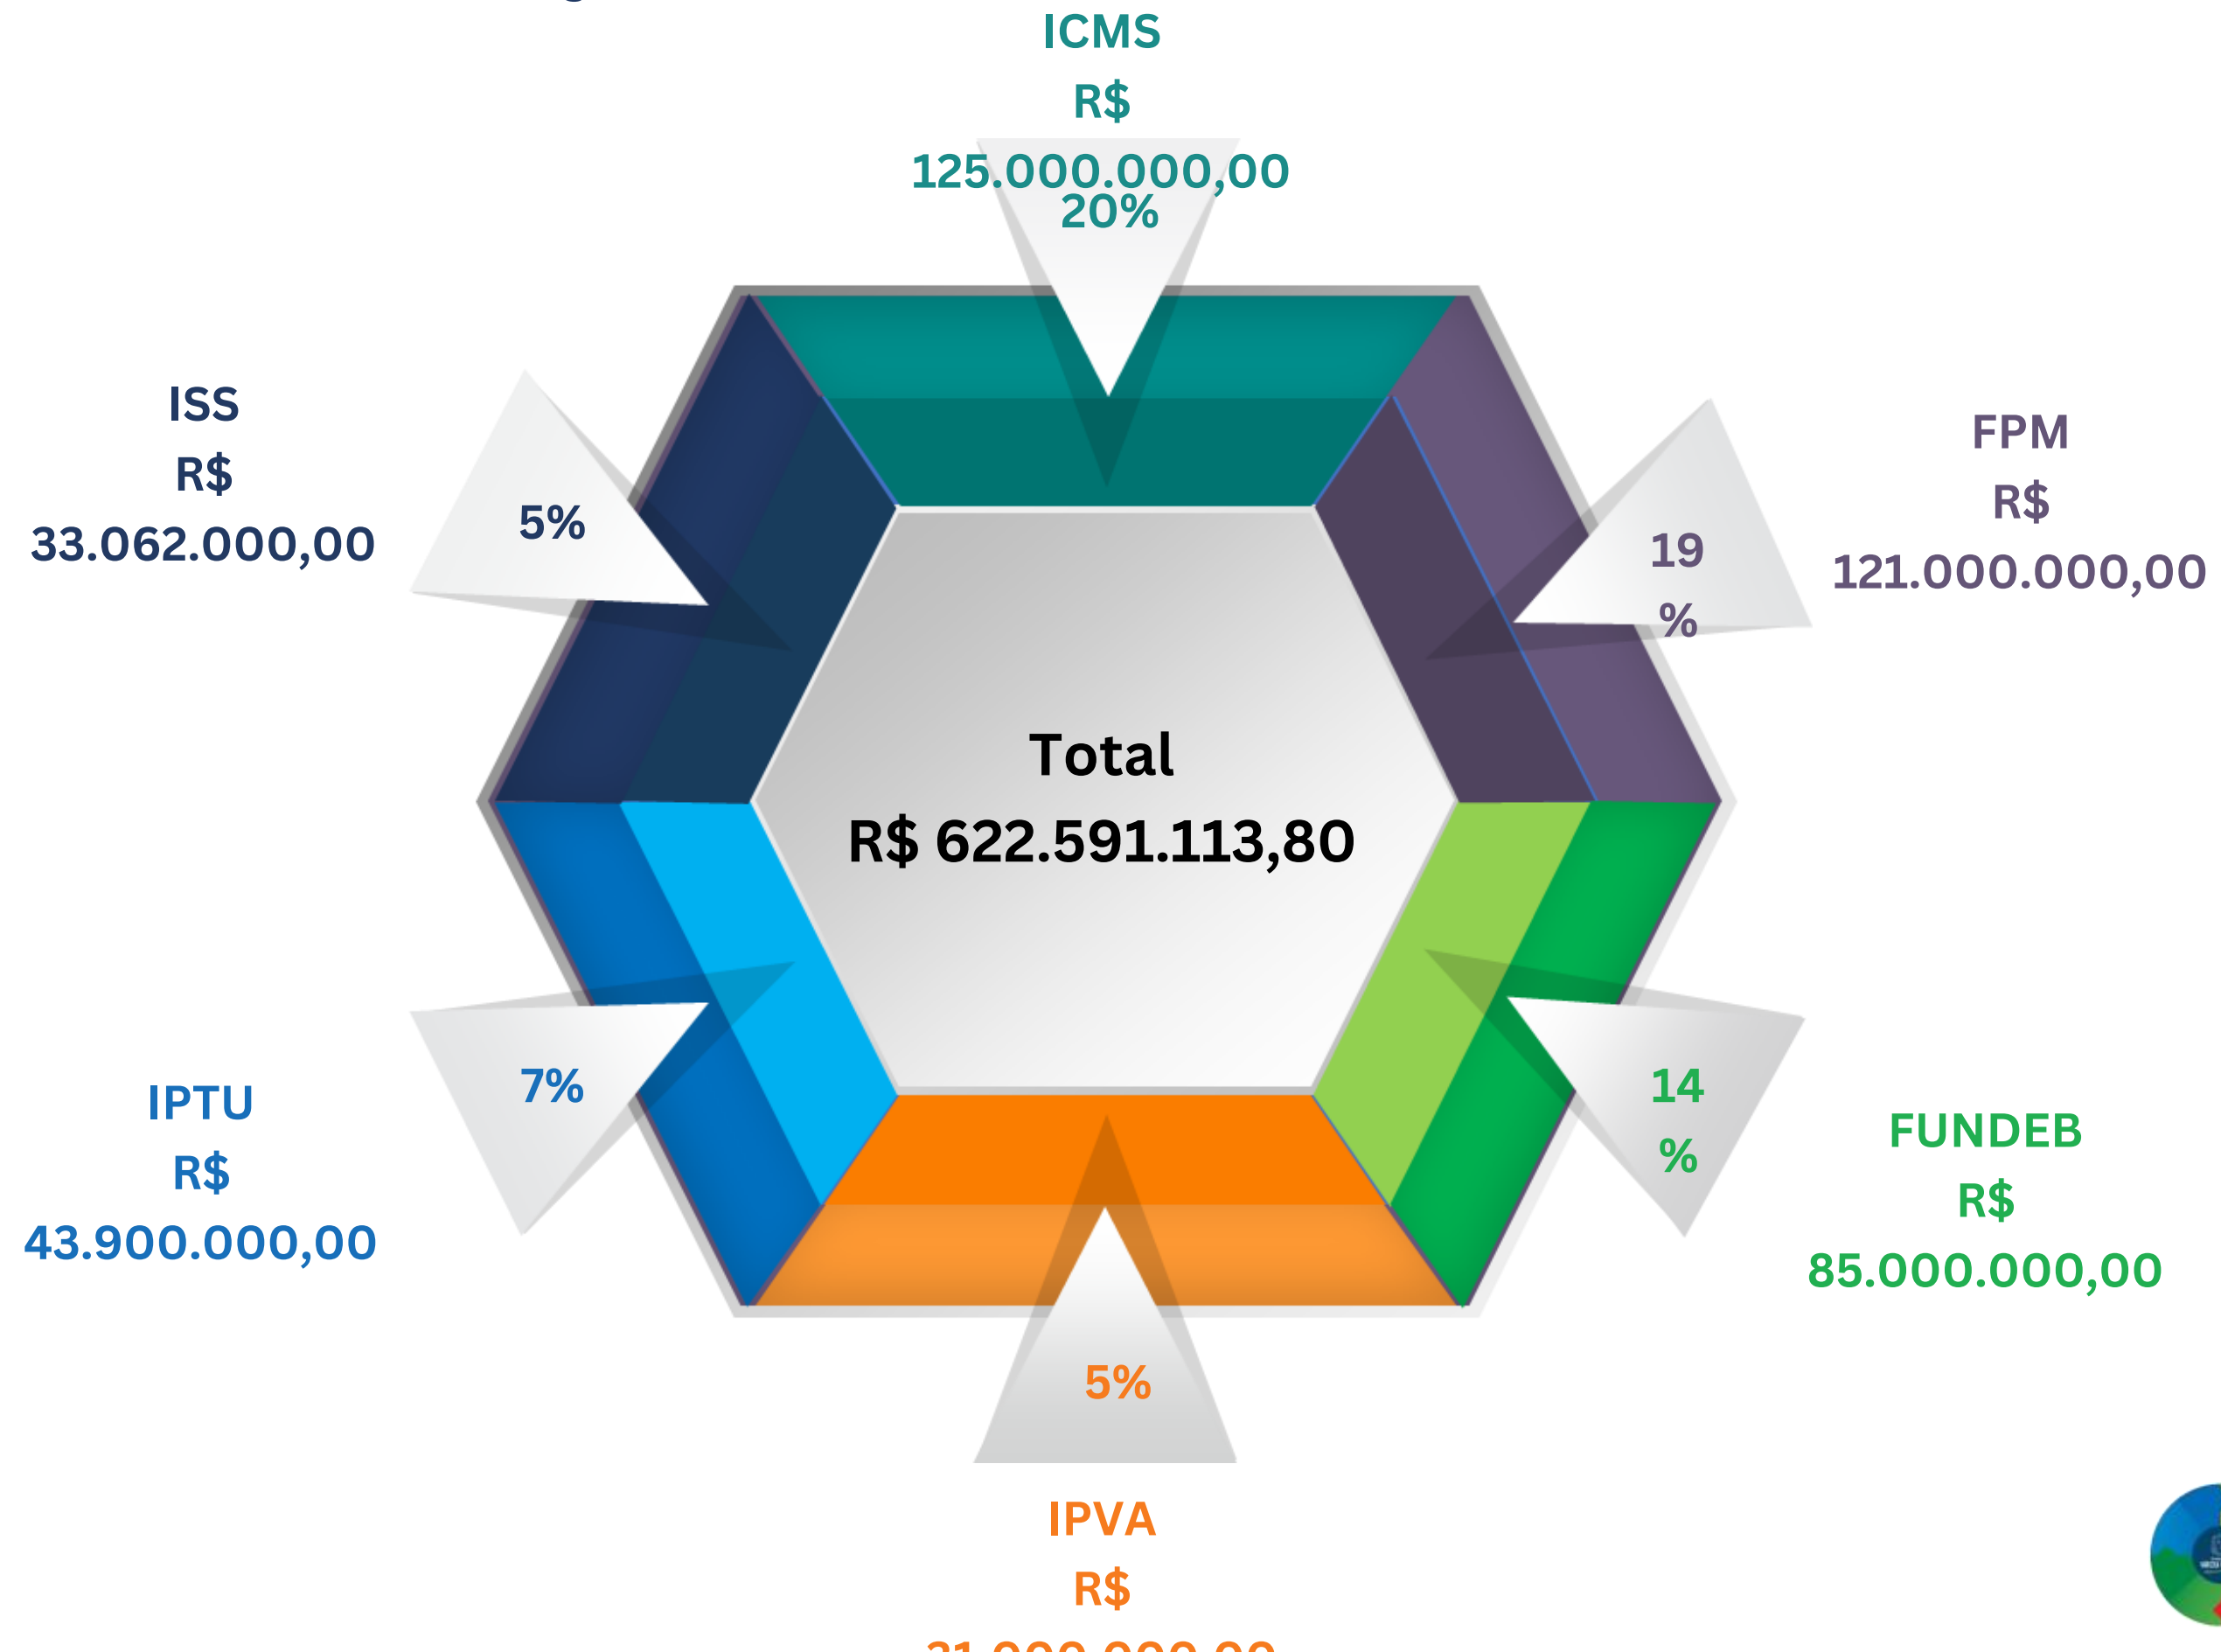 ICMS
R$
125.000.000,00
20%
ISS
R$
33.062.000,00
5%
FPM
R$
121.000.000,00
19
%
Total
R$ 622.591.113,80
IPTU
R$
43.900.000,00
7%
14
%
FUNDEB
R$
85.000.000,00
5%
IPVA
R$